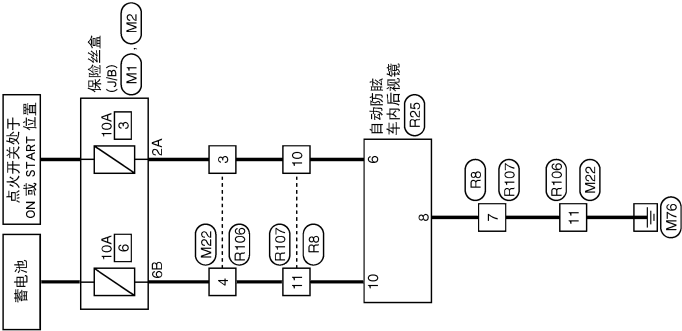 点火开关处于
ON 或 START 位置
蓄电池
保险丝盒
(J/B)
M1 , M2
10A
3
2A
10A
6
6B
3
10
M22
R106
R107
R8
4
11
自动防眩
车内后视镜
R25
6
10
8
R8
R107
7
R106
M22
11
M76